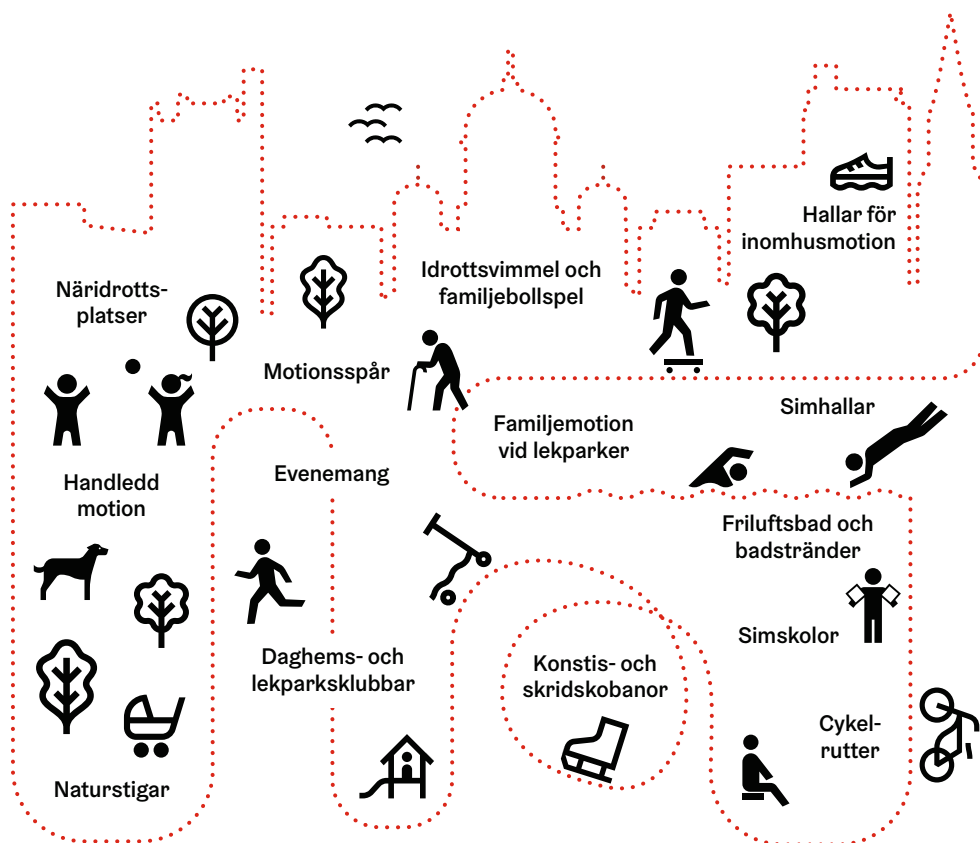 Hallar för
inomhusmotion
Idrottsvimmel och
familjebollspel
Näridrotts-
platser
Motionsspår
Simhallar
Familjemotion
vid lekparker
Evenemang
Handledd
motion
Friluftsbad och
badstränder
Simskolor
Daghems- och
lekparksklubbar
Konstis- och
skridskobanor
Cykel-
rutter
Naturstigar